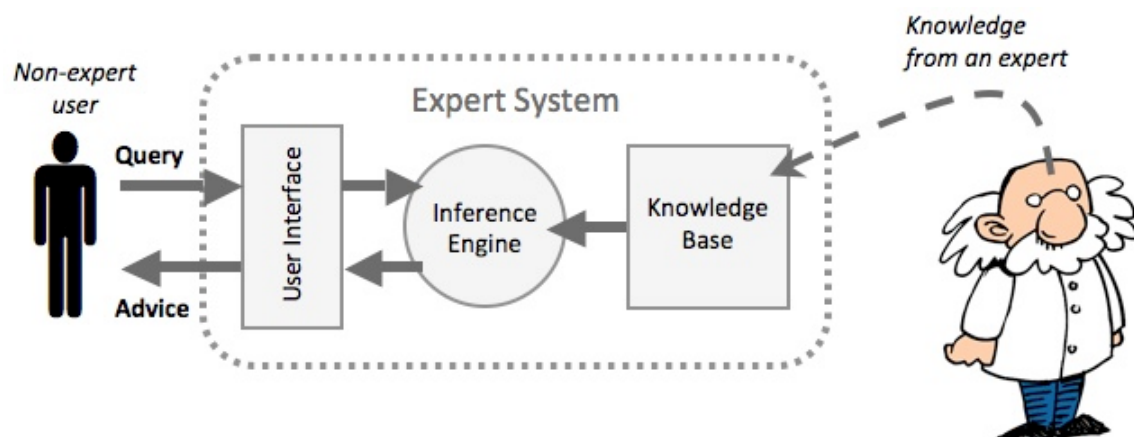 Non-expert
user
Query
Advice
Expert System
User Interface
Inference
Engine
Knowledge
Base
Knowledge
from an expert